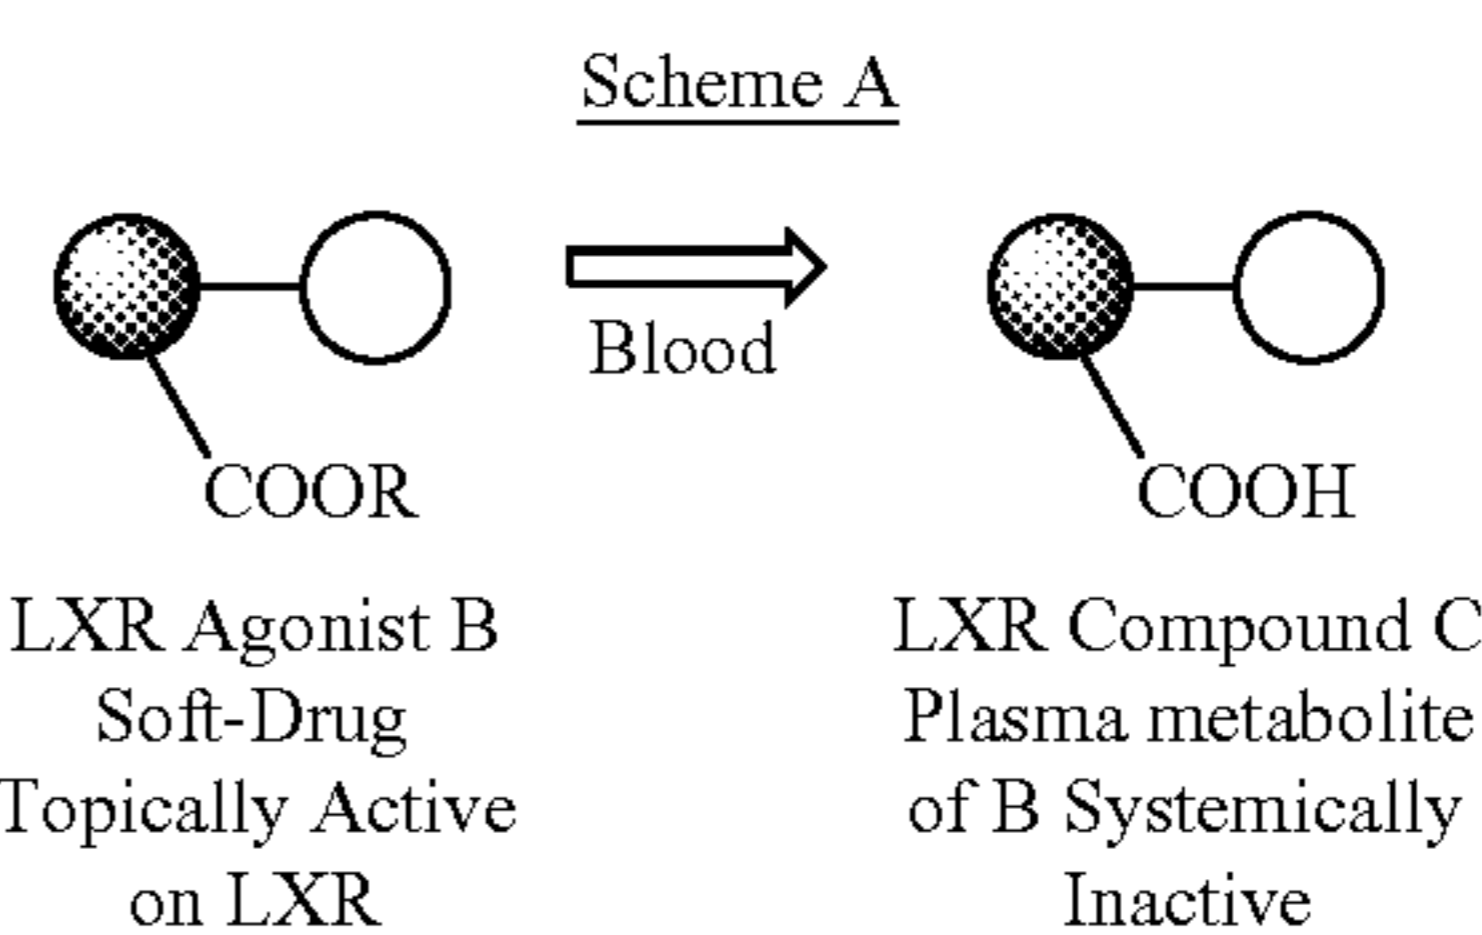 Scheme A
Blood
COOR
COOH
LXR Agonist B
Soft-Drug
Topically Active
on LXR
LXR Compound C
Plasma metabolite
of B Systemically
Inactive